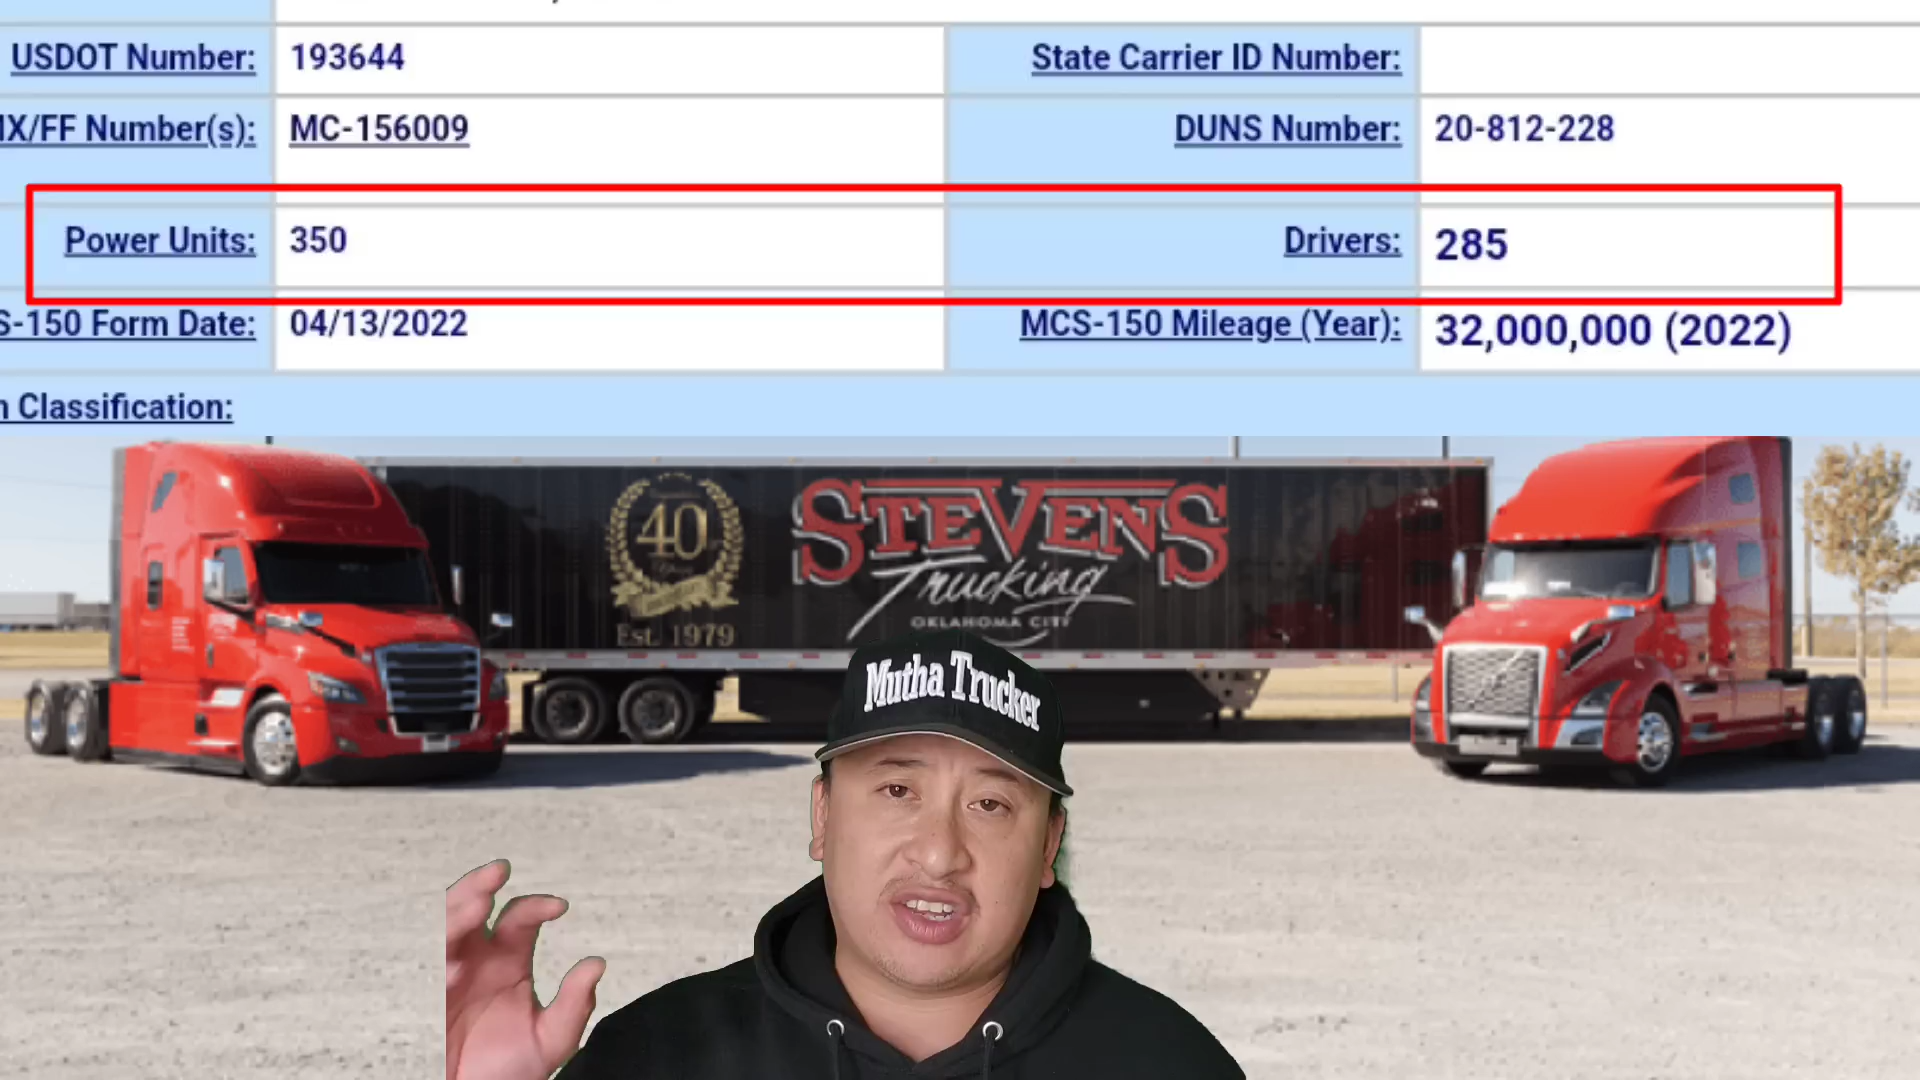 USDOT Number: 193644 State Carrier ID Number:
MX/FF Number(s): MC-156009 DUNS Number: 20-812-228
Power Units: 350 Drivers: 285
S-150 Form Date: 04/13/2022 MCS-150 Mileage (Year): 32,000,000 (2022)
n Classification:
40
STEVENS
Trucking
OKLAHOMA CITY
Est. 1979
Mutha Trucker